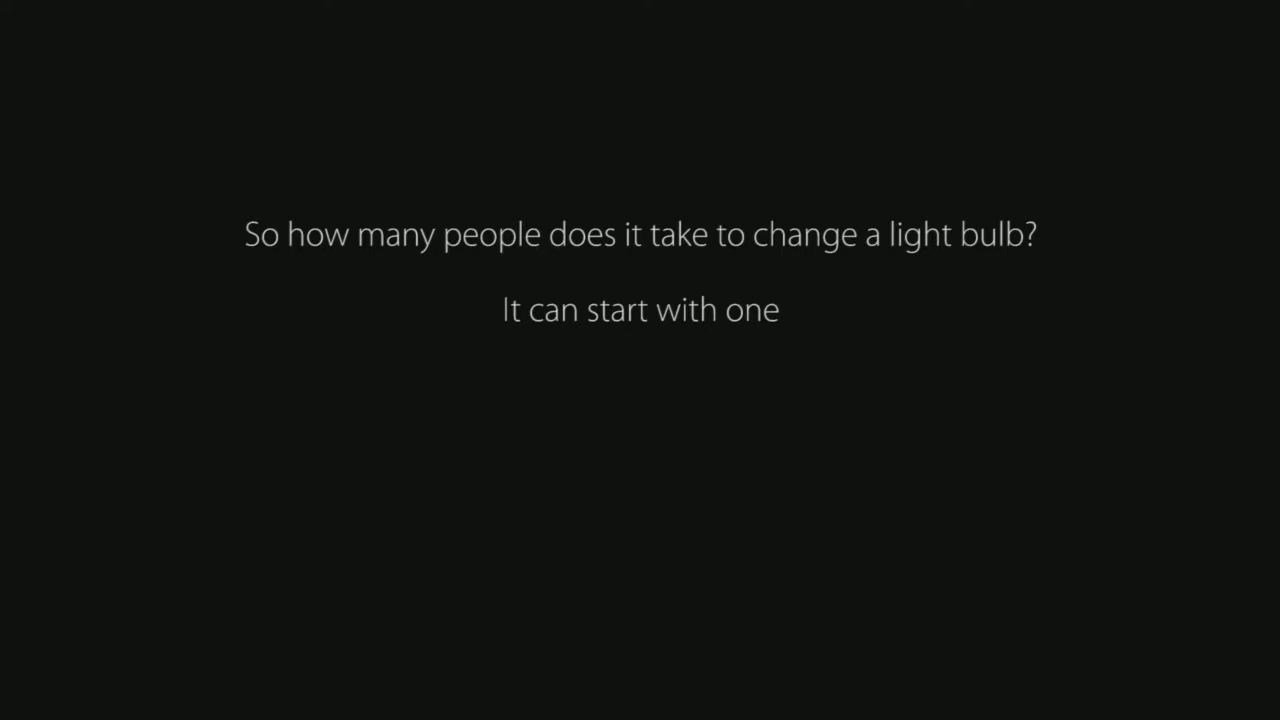 So how many people does it take to change a light bulb?
It can start with one